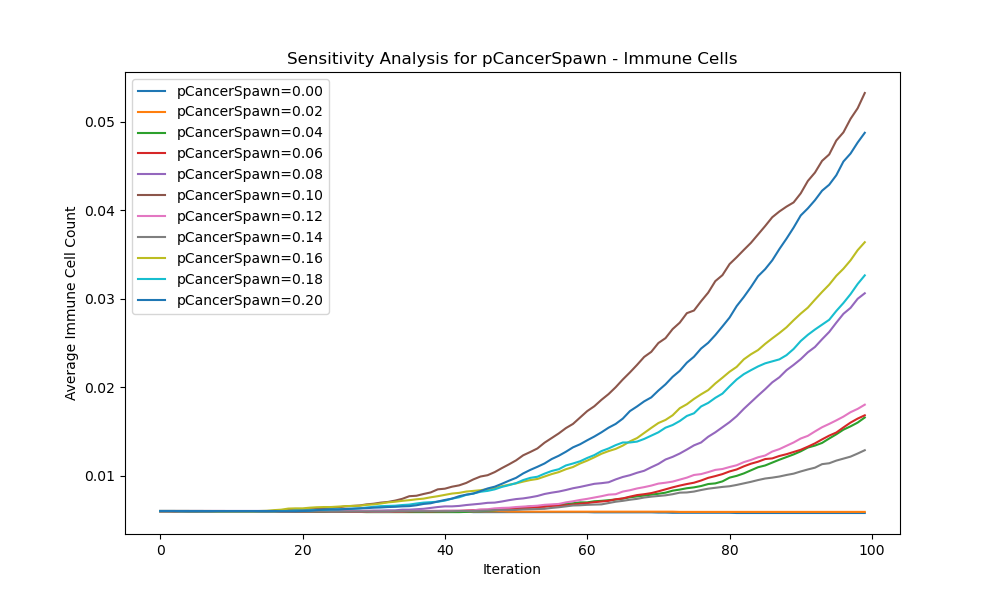 Sensitivity Analysis for pCancerSpawn - Immune Cells
pCancerSpawn=0.00
pCancerSpawn=0.02
pCancerSpawn=0.04
pCancerSpawn=0.06
pCancerSpawn=0.08
pCancerSpawn=0.10
pCancerSpawn=0.12
pCancerSpawn=0.14
pCancerSpawn=0.16
pCancerSpawn=0.18
pCancerSpawn=0.20
Average Immune Cell Count
0.05
0.04
0.03
0.02
0.01
0 20 40 60 80 100
Iteration